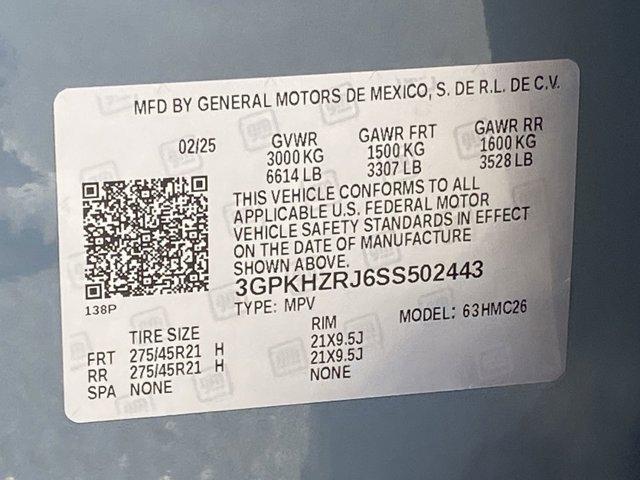 MFD BY GENERAL MOTORS DE MEXICO, S. DE R.L. DE C.V.
02/25 GVWR GAWR FRT GAWR RR
3000 KG 1500 KG 1600 KG
6614 LB 3307 LB 3528 LB
THIS VEHICLE CONFORMS TO ALL
APPLICABLE U.S. FEDERAL MOTOR
VEHICLE SAFETY STANDARDS IN EFFECT
ON THE DATE OF MANUFACTURE
SHOWN ABOVE.
3GPKHZRJ6SS502443
138P TYPE: MPV MODEL: 63HMC26
TIRE SIZE RIM
FRT 275/45R21 H 21X9.5J
RR 275/45R21 H 21X9.5J
SPA NONE NONE